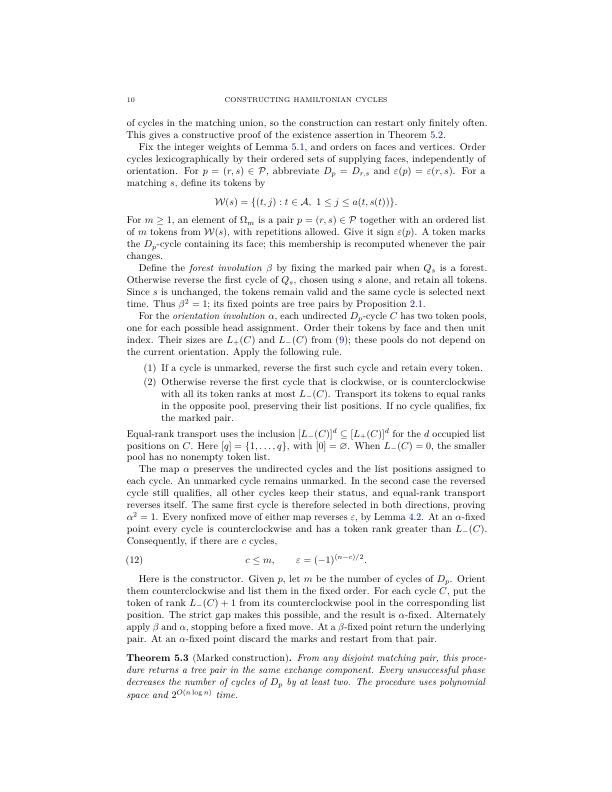 10 CONSTRUCTING HAMILTONIAN CYCLES
of cycles in the matching union, so the construction can restart only finitely often.
This gives a constructive proof of the existence assertion in Theorem 5.2.
Fix the integer weights of Lemma 5.1, and orders on faces and vertices. Order
cycles lexicographically by their ordered sets of supplying faces, independently of
orientation. For p = (r, s) ∈ 𝒫, abbreviate D_p = D_{r,s} and ε(p) = ε(r, s). For a
matching s, define its tokens by
𝒲(s) = {(t, j) : t ∈ 𝒜, 1 ≤ j ≤ a(t, s(t))}.
For m ≥ 1, an element of Ω_m is a pair p = (r, s) ∈ 𝒫 together with an ordered list
of m tokens from 𝒲(s), with repetitions allowed. Give it sign ε(p). A token marks
the D_p-cycle containing its face; this membership is recomputed whenever the pair
changes.
Define the forest involution β by fixing the marked pair when Q_s is a forest.
Otherwise reverse the first cycle of Q_s, chosen using s alone, and retain all tokens.
Since s is unchanged, the tokens remain valid and the same cycle is selected next
time. Thus β² = 1; its fixed points are tree pairs by Proposition 2.1.
For the orientation involution α, each undirected D_p-cycle C has two token pools,
one for each possible head assignment. Order their tokens by face and then unit
index. Their sizes are L₊(C) and L₋(C) from (9); these pools do not depend on
the current orientation. Apply the following rule.
(1) If a cycle is unmarked, reverse the first such cycle and retain every token.
(2) Otherwise reverse the first cycle that is clockwise, or is counterclockwise
with all its token ranks at most L₋(C). Transport its tokens to equal ranks
in the opposite pool, preserving their list positions. If no cycle qualifies, fix
the marked pair.
Equal-rank transport uses the inclusion [L₋(C)]^d ⊆ [L₊(C)]^d for the d occupied list
positions on C. Here [q] = {1, . . . , q}, with [0] = ∅. When L₋(C) = 0, the smaller
pool has no nonempty token list.
The map α preserves the undirected cycles and the list positions assigned to
each cycle. An unmarked cycle remains unmarked. In the second case the reversed
cycle still qualifies, all other cycles keep their status, and equal-rank transport
reverses itself. The same first cycle is therefore selected in both directions, proving
α² = 1. Every nonfixed move of either map reverses ε, by Lemma 4.2. At an α-fixed
point every cycle is counterclockwise and has a token rank greater than L₋(C).
Consequently, if there are c cycles,
(12) c ≤ m, ε = (−1)^{(n−c)/2}.
Here is the constructor. Given p, let m be the number of cycles of D_p. Orient
them counterclockwise and list them in the fixed order. For each cycle C, put the
token of rank L₋(C) + 1 from its counterclockwise pool in the corresponding list
position. The strict gap makes this possible, and the result is α-fixed. Alternately
apply β and α, stopping before a fixed move. At a β-fixed point return the underlying
pair. At an α-fixed point discard the marks and restart from that pair.
Theorem 5.3 (Marked construction). From any disjoint matching pair, this proce-
dure returns a tree pair in the same exchange component. Every unsuccessful phase
decreases the number of cycles of D_p by at least two. The procedure uses polynomial
space and 2^{O(n log n)} time.